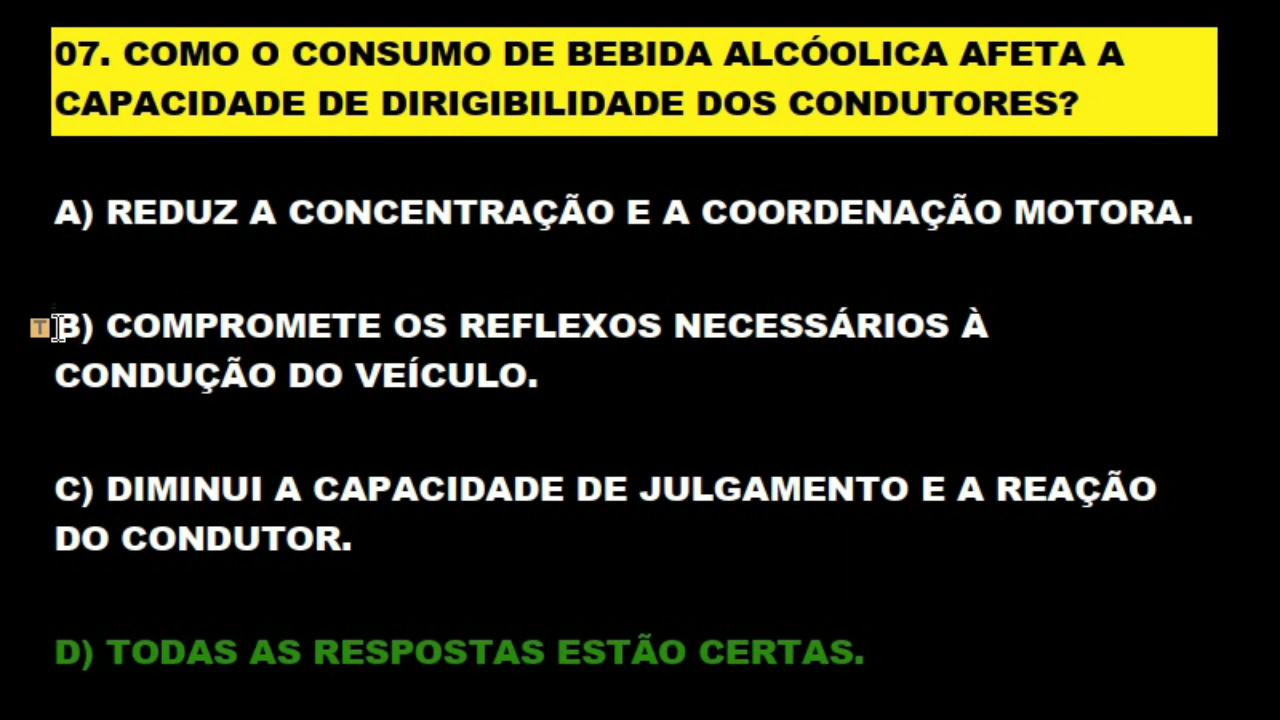 07. COMO O CONSUMO DE BEBIDA ALCÓOLICA AFETA A
CAPACIDADE DE DIRIGIBILIDADE DOS CONDUTORES?
A) REDUZ A CONCENTRAÇÃO E A COORDENAÇÃO MOTORA.
T
B) COMPROMETE OS REFLEXOS NECESSÁRIOS À
CONDUÇÃO DO VEÍCULO.
C) DIMINUI A CAPACIDADE DE JULGAMENTO E A REAÇÃO
DO CONDUTOR.
D) TODAS AS RESPOSTAS ESTÃO CERTAS.